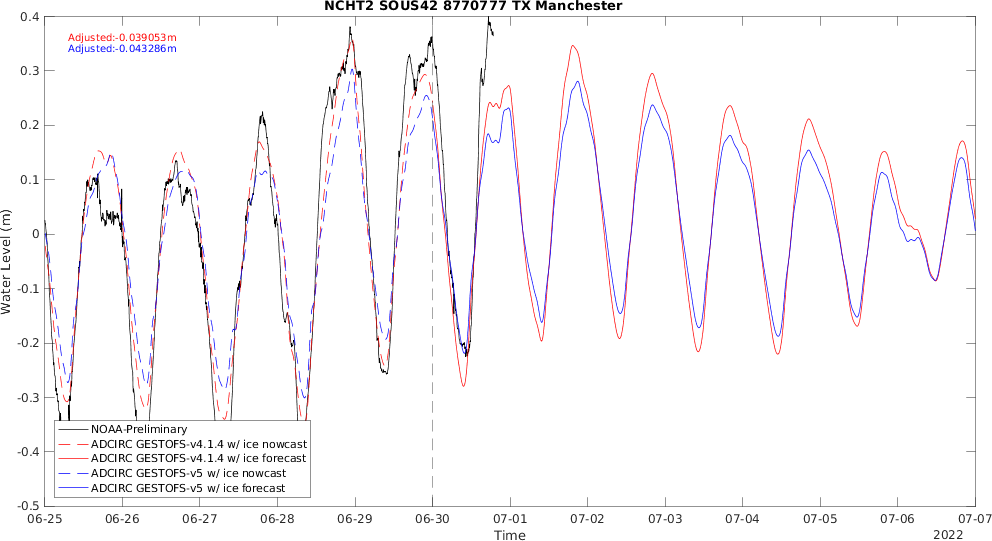 NCHT2 SOUS42 8770777 TX Manchester
Adjusted:-0.039053m
Adjusted:-0.043286m
0.4
0.3
0.2
0.1
0
-0.1
-0.2
-0.3
-0.4
-0.5
Water Level (m)
NOAA-Preliminary
ADCIRC GESTOFS-v4.1.4 w/ ice nowcast
ADCIRC GESTOFS-v4.1.4 w/ ice forecast
ADCIRC GESTOFS-v5 w/ ice nowcast
ADCIRC GESTOFS-v5 w/ ice forecast
06-25 06-26 06-27 06-28 06-29 06-30 07-01 07-02 07-03 07-04 07-05 07-06 07-07
Time
2022